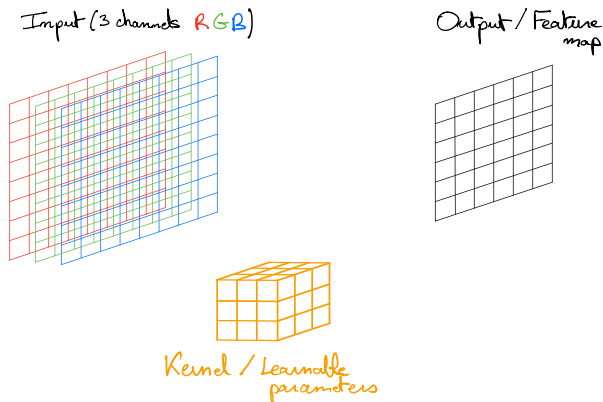 Input (3 channels RGB)
Output / Feature
map
Kernel / Learnable
parameters